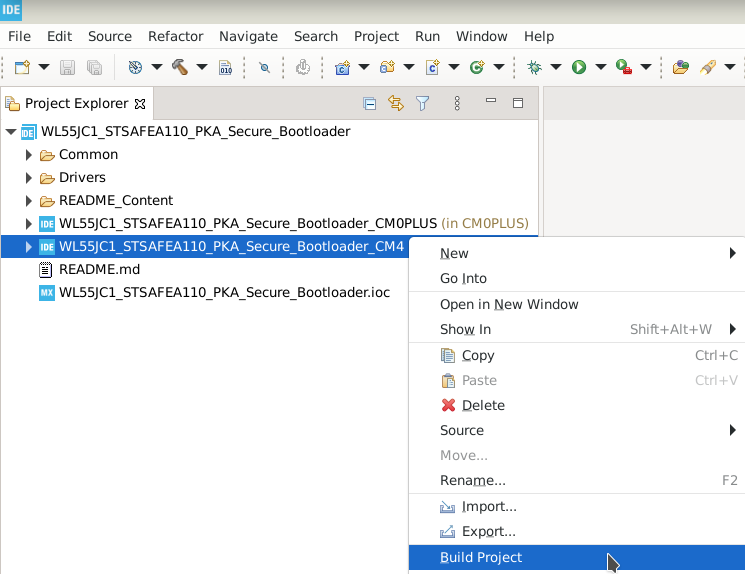 IDE
File Edit Source Refactor Navigate Search Project Run Window Help
010
Project Explorer
IDE WL55JC1_STSAFEA110_PKA_Secure_Bootloader
Common
Drivers
README_Content
IDE WL55JC1_STSAFEA110_PKA_Secure_Bootloader_CM0PLUS (in CM0PLUS)
IDE WL55JC1_STSAFEA110_PKA_Secure_Bootloader_CM4
README.md
MX WL55JC1_STSAFEA110_PKA_Secure_Bootloader.ioc
New
Go Into
Open in New Window
Show In Shift+Alt+W
Copy Ctrl+C
Paste Ctrl+V
Delete
Source
Move...
Rename... F2
Import...
Export...
Build Project